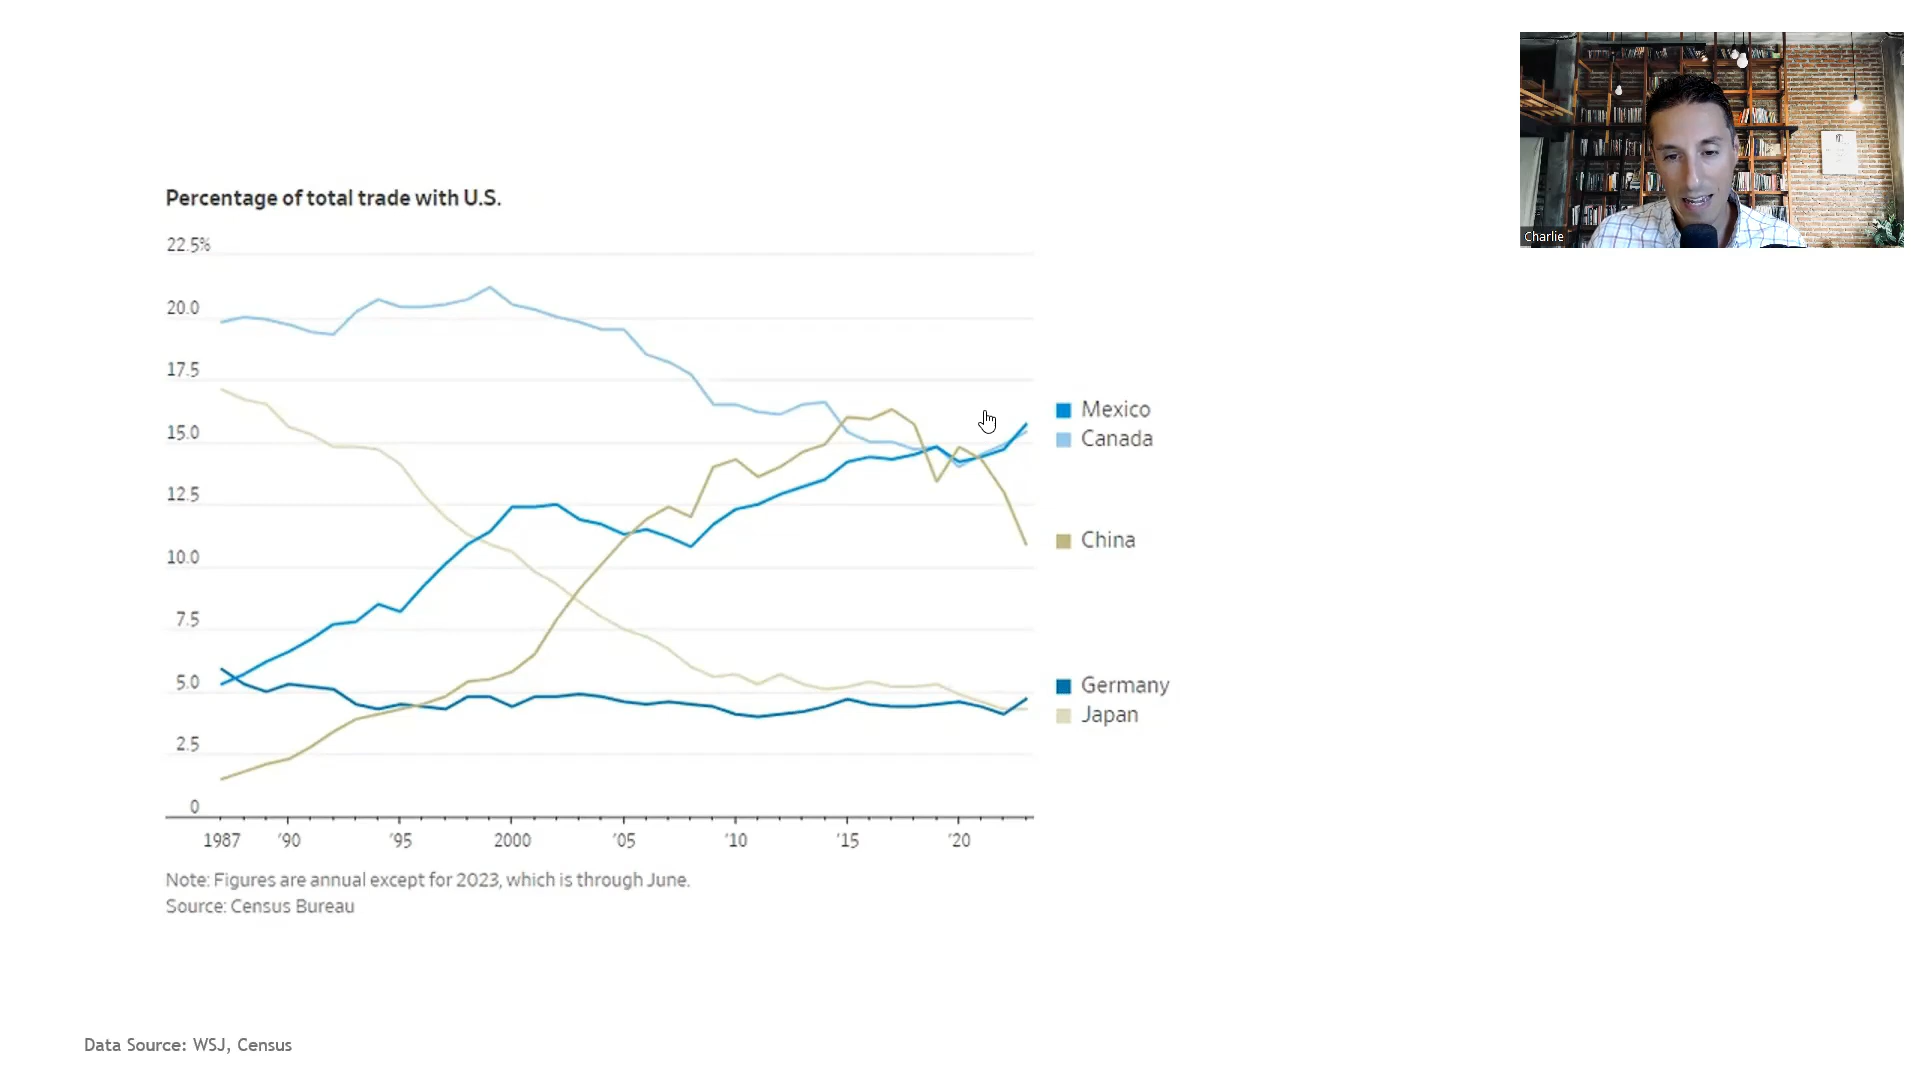 Charlie
Percentage of total trade with U.S.
22.5%
20.0
17.5
15.0
12.5
10.0
7.5
5.0
2.5
0
1987 '90 '95 2000 '05 '10 '15 '20
Mexico
Canada
China
Germany
Japan
Note: Figures are annual except for 2023, which is through June.
Source: Census Bureau
Data Source: WSJ, Census